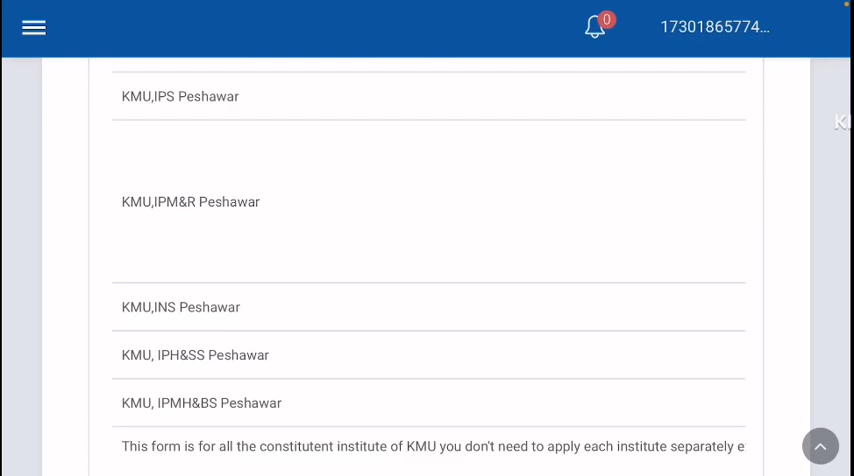 0
17301865774...
KMU,IPS Peshawar
KMU,IPM&R Peshawar
KMU,INS Peshawar
KMU, IPH&SS Peshawar
KMU, IPMH&BS Peshawar
This form is for all the constitutent institute of KMU you don't need to apply each institute separately